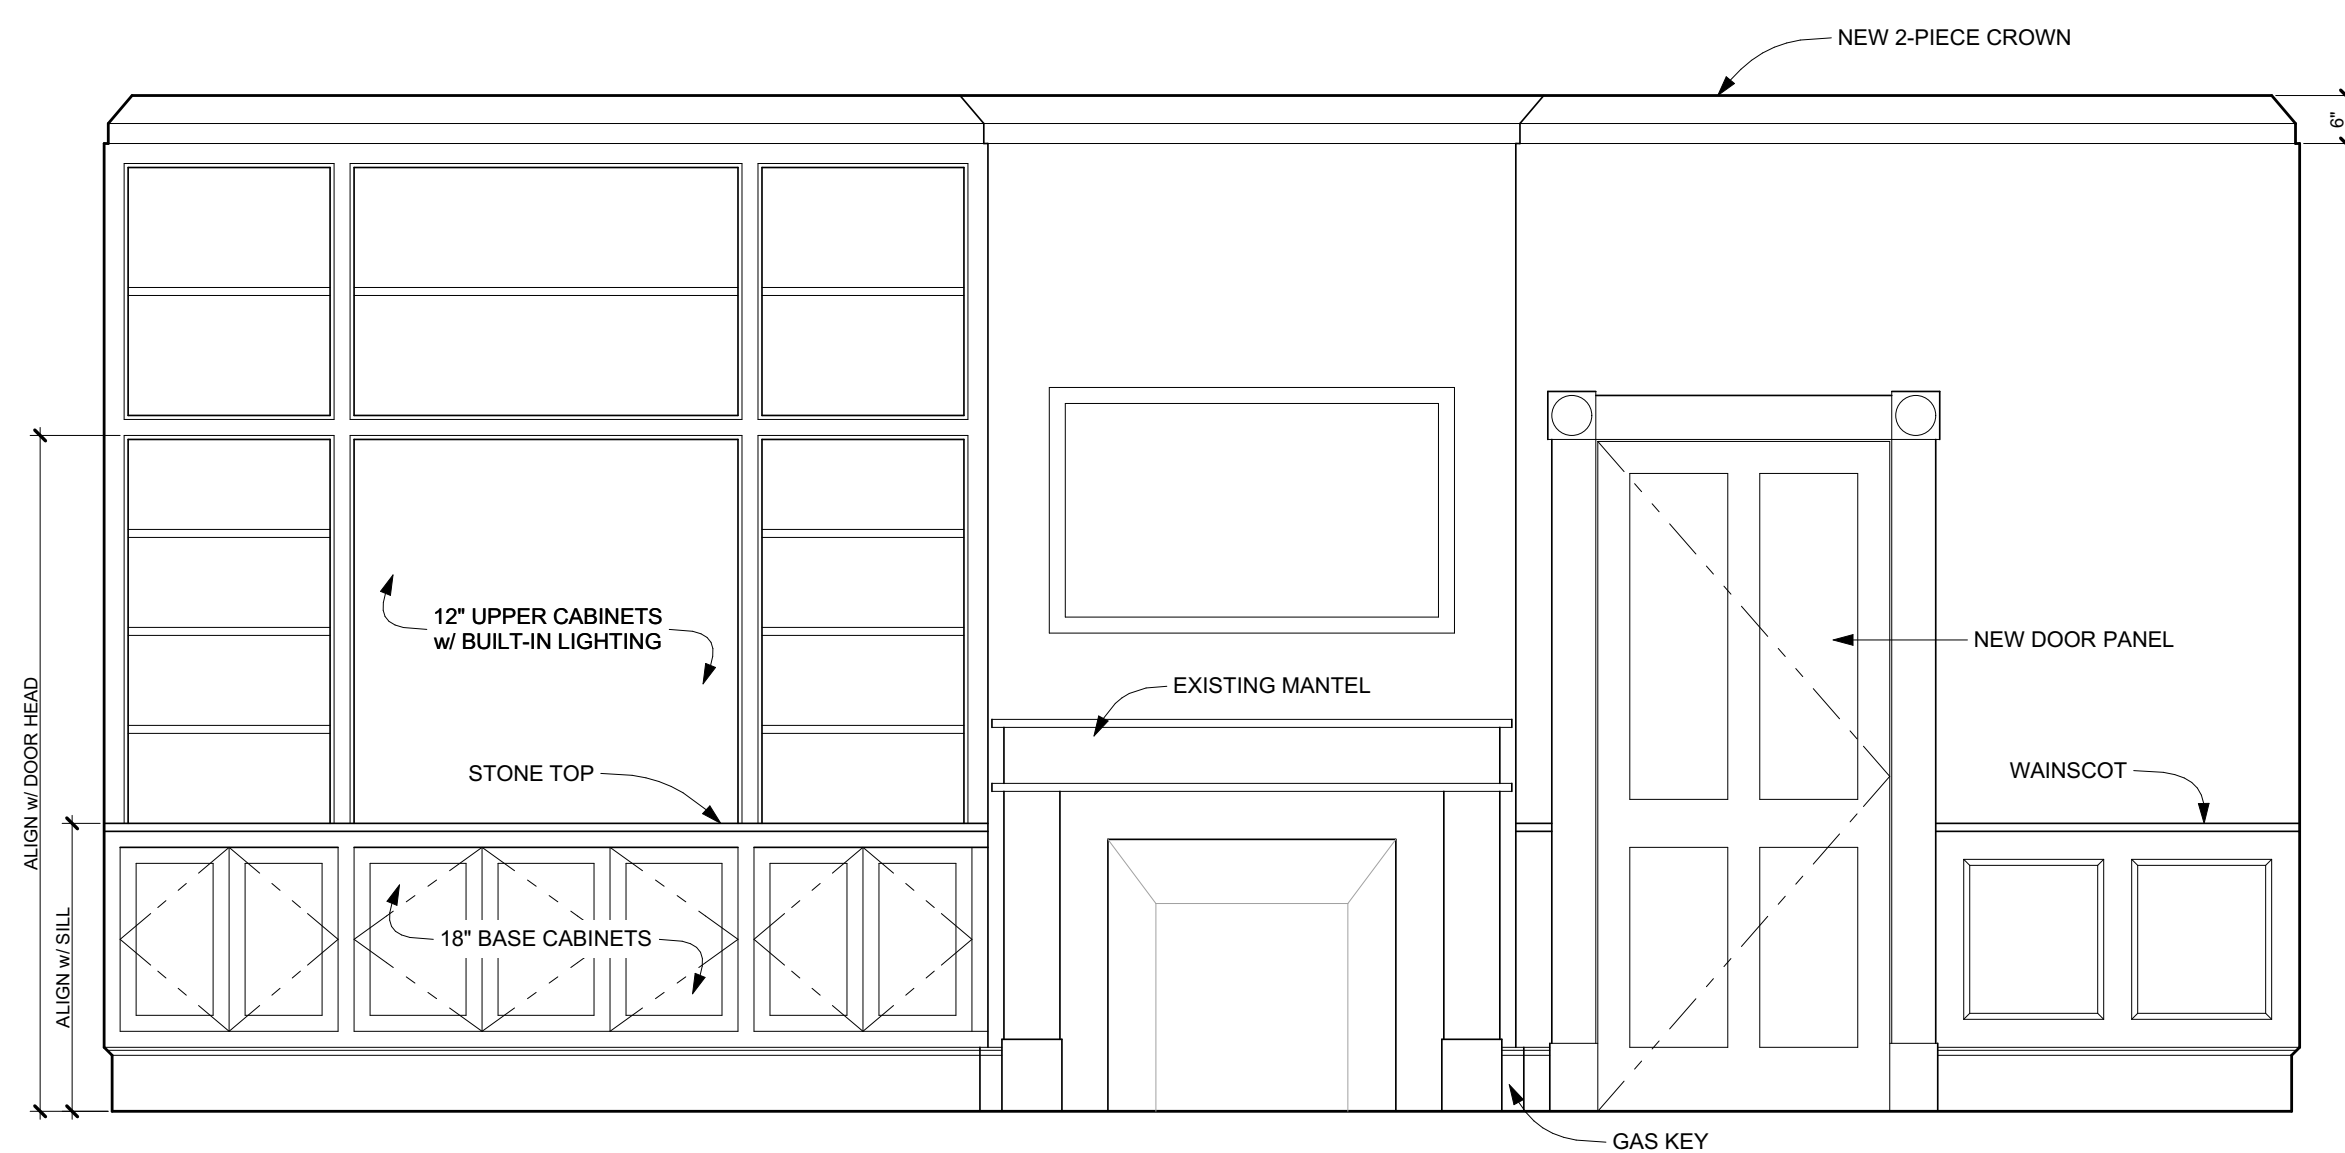 NEW 2-PIECE CROWN
6"
12" UPPER CABINETS
w/ BUILT-IN LIGHTING
NEW DOOR PANEL
EXISTING MANTEL
ALIGN w/ DOOR HEAD
STONE TOP
WAINSCOT
ALIGN w/ SILL
18" BASE CABINETS
GAS KEY